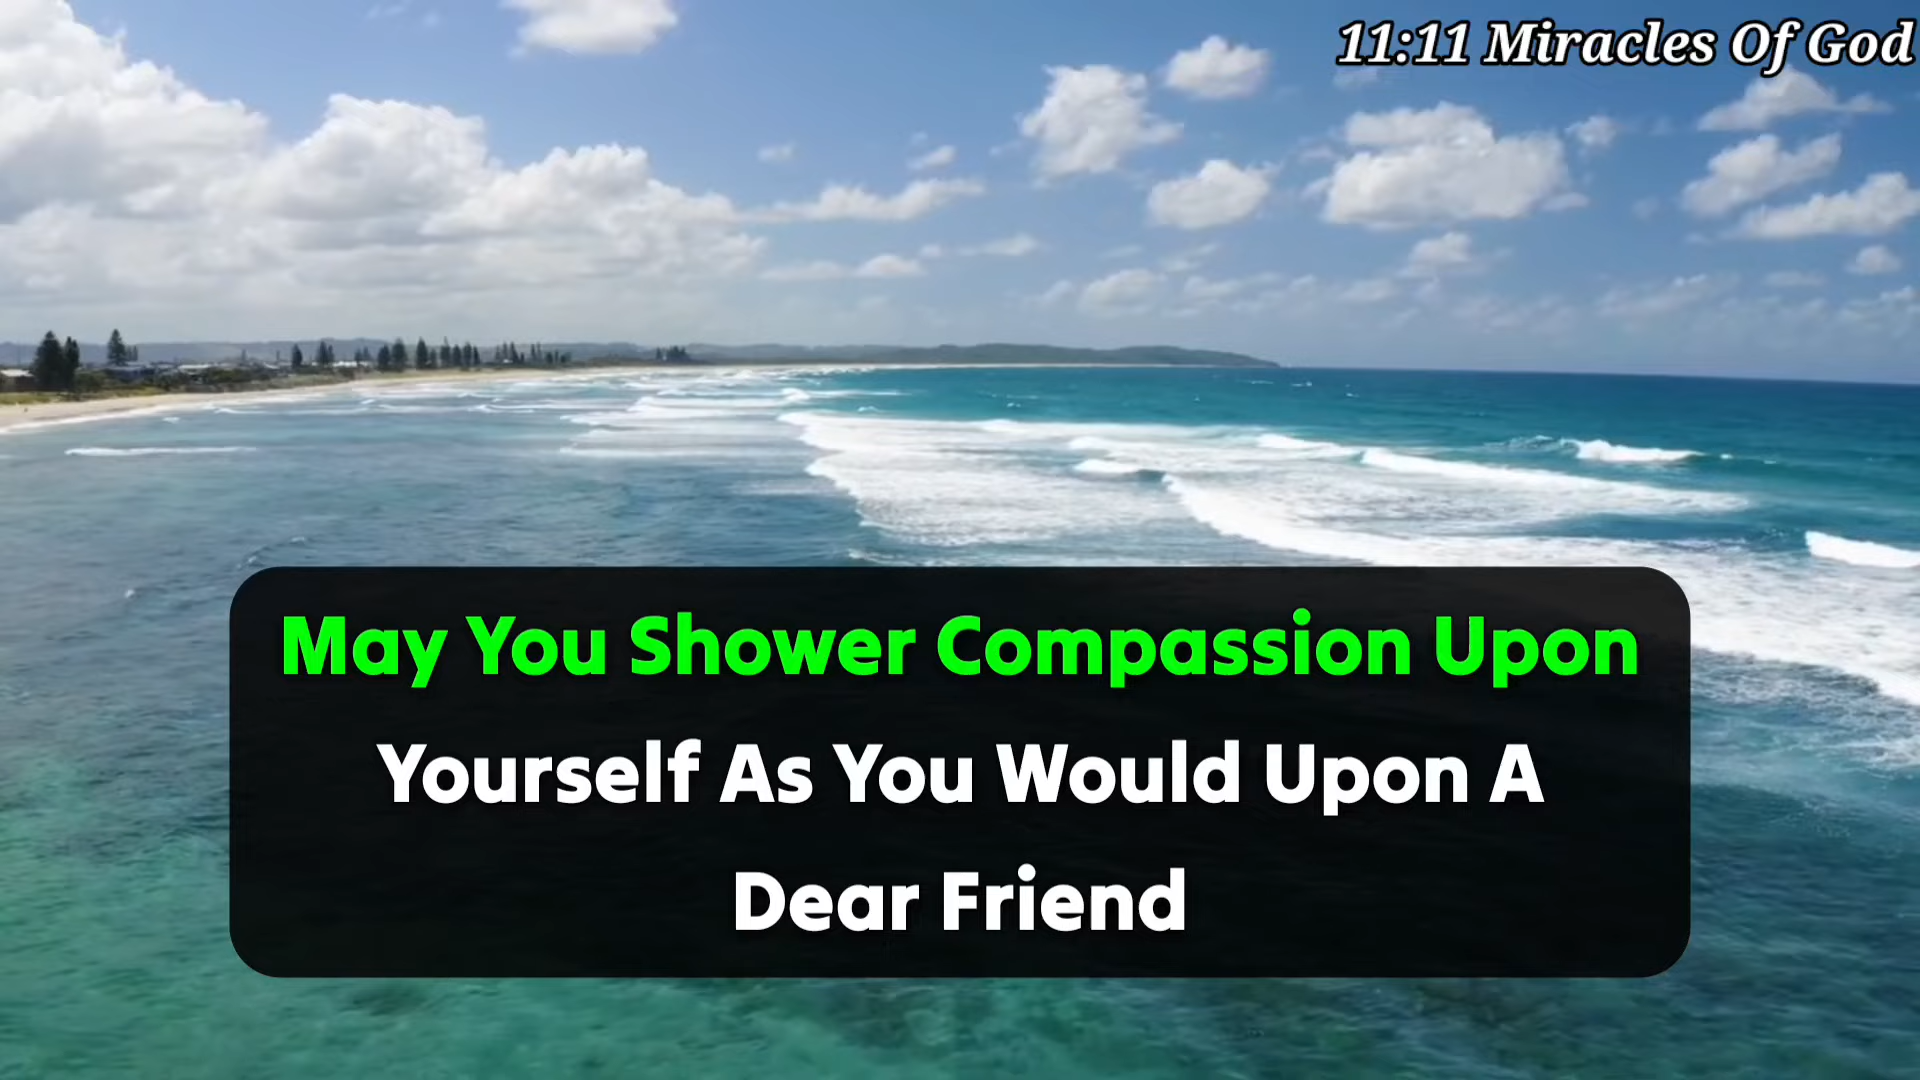 11:11 Miracles Of God
May You Shower Compassion Upon
Yourself As You Would Upon A
Dear Friend